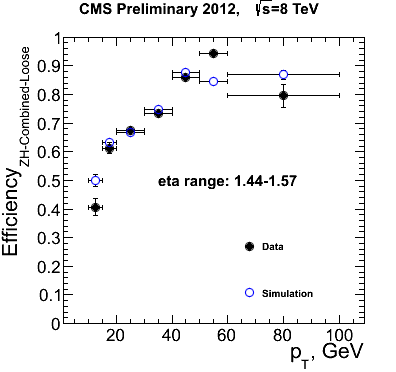 CMS Preliminary 2012, √s=8 TeV
Efficiency ZH-Combined-Loose
1
0.9
0.8
0.7
0.6
0.5
0.4
0.3
0.2
0.1
0
eta range: 1.44-1.57
Data
Simulation
20 40 60 80 100
pT, GeV